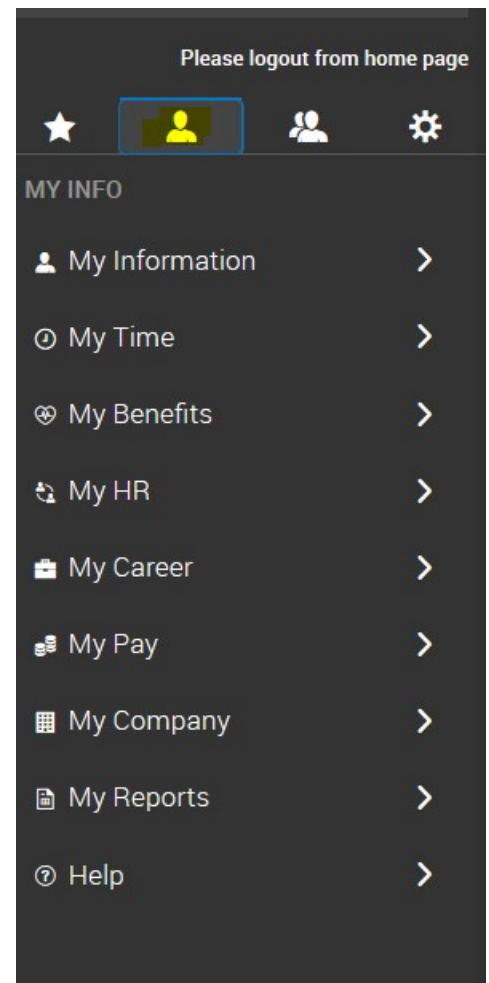 Please logout from home page
MY INFO
My Information
My Time
My Benefits
My HR
My Career
My Pay
My Company
My Reports
Help